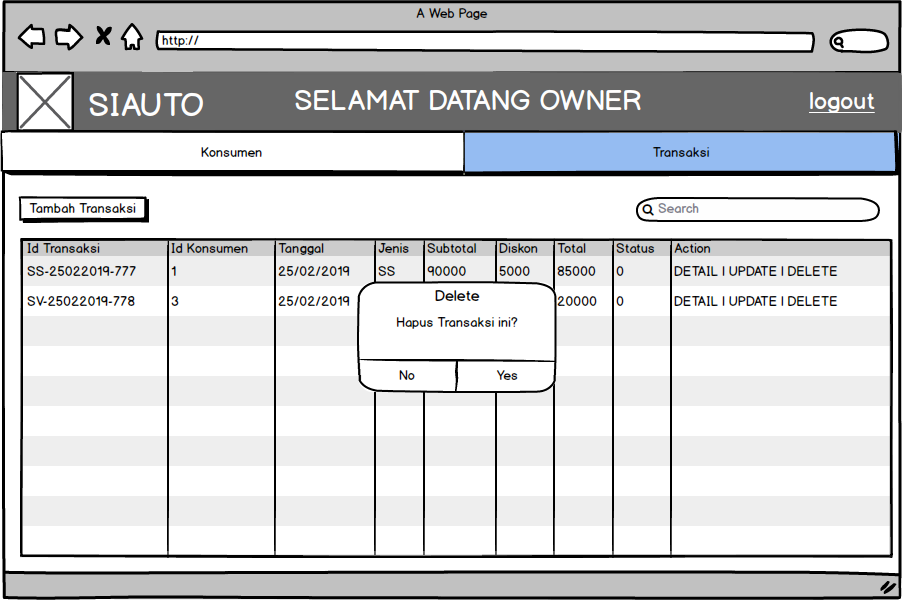 A Web Page
http://
SIAUTO
SELAMAT DATANG OWNER
logout
Konsumen
Transaksi
Tambah Transaksi
Search
Id Transaksi Id Konsumen Tanggal Jenis Subtotal Diskon Total Status Action
SS-25022019-777 1 25/02/2019 SS 90000 5000 85000 0 DETAIL | UPDATE | DELETE
SV-25022019-778 3 25/02/2019 20000 0 DETAIL | UPDATE | DELETE
Delete
Hapus Transaksi ini?
No Yes